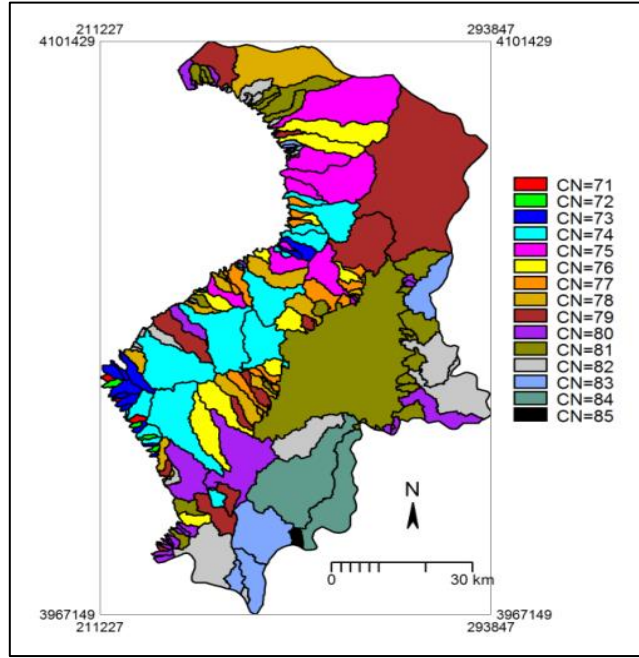 211227 293847
4101429 4101429
CN=71
CN=72
CN=73
CN=74
CN=75
CN=76
CN=77
CN=78
CN=79
CN=80
CN=81
CN=82
CN=83
CN=84
CN=85
N
0 30 km
3967149 3967149
211227 293847